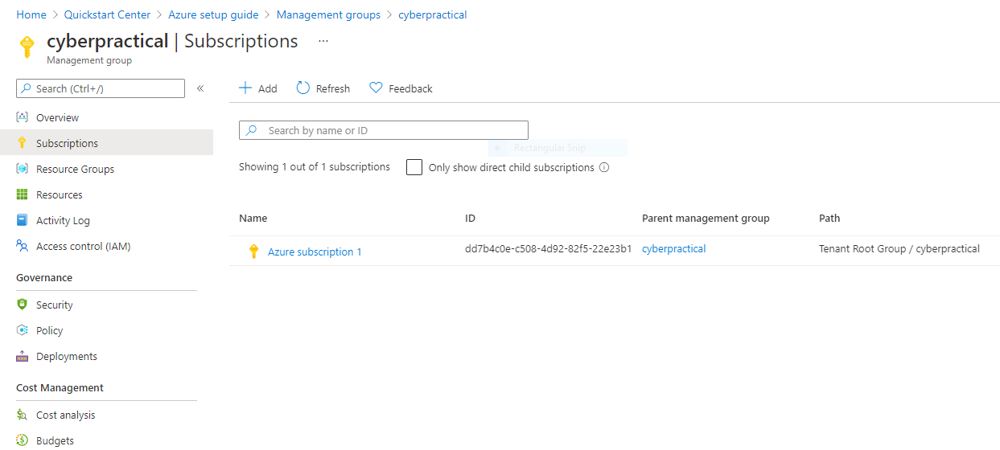 Home > Quickstart Center > Azure setup guide > Management groups > cyberpractical
cyberpractical | Subscriptions ...
Management group
Search (Ctrl+/) «
Overview
Subscriptions
Resource Groups
Resources
Activity Log
Access control (IAM)
Governance
Security
Policy
Deployments
Cost Management
Cost analysis
Budgets
Add Refresh Feedback
Search by name or ID
Rectangular Snip
Showing 1 out of 1 subscriptions Only show direct child subscriptions
Name ID Parent management group Path
Azure subscription 1 dd7b4c0e-c508-4d92-82f5-22e23b1 cyberpractical Tenant Root Group / cyberpractical